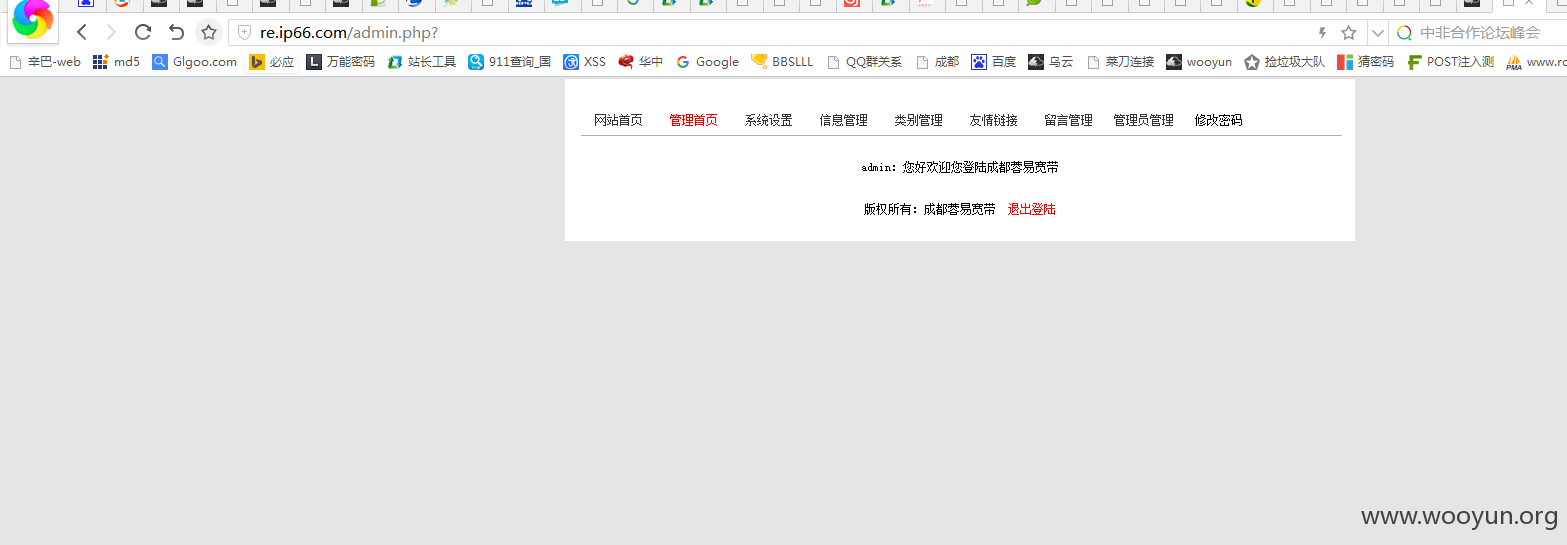 re.ip66.com/admin.php?
中非合作论坛峰会
辛巴-web md5 Glgoo.com 必应 万能密码 站长工具 911查询_国 XSS 华中 Google BBSLLL QQ群关系 成都 百度 乌云 菜刀连接 wooyun 捡垃圾大队 猜密码 POST注入测 www.ro
网站首页 管理首页 系统设置 信息管理 类别管理 友情链接 留言管理 管理员管理 修改密码
admin: 您好欢迎您登陆成都蓉易宽带
版权所有：成都蓉易宽带 退出登陆
www.wooyun.org